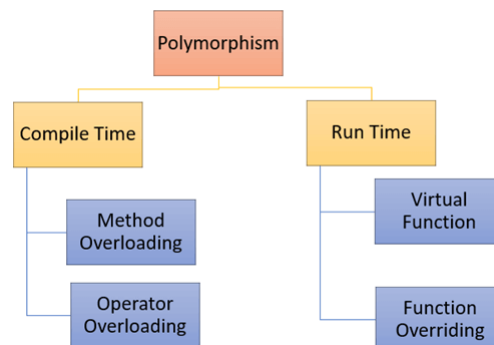 Polymorphism
Compile Time
Run Time
Method
Overloading
Virtual
Function
Operator
Overloading
Function
Overriding